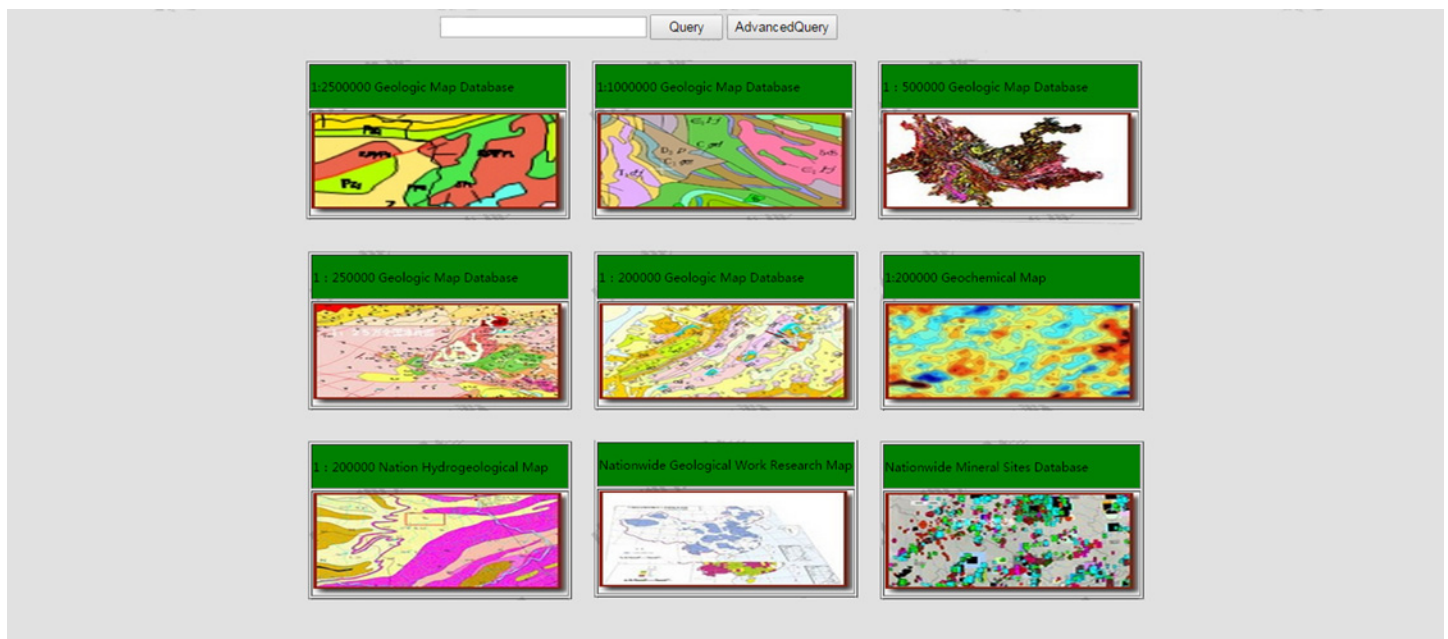 Query AdvancedQuery
1:2500000 Geologic Map Database
1:1000000 Geologic Map Database
1 : 500000 Geologic Map Database
1 : 250000 Geologic Map Database
1 : 200000 Geologic Map Database
1:200000 Geochemical Map
1 : 200000 Nation Hydrogeological Map
Nationwide Geological Work Research Map
Nationwide Mineral Sites Database